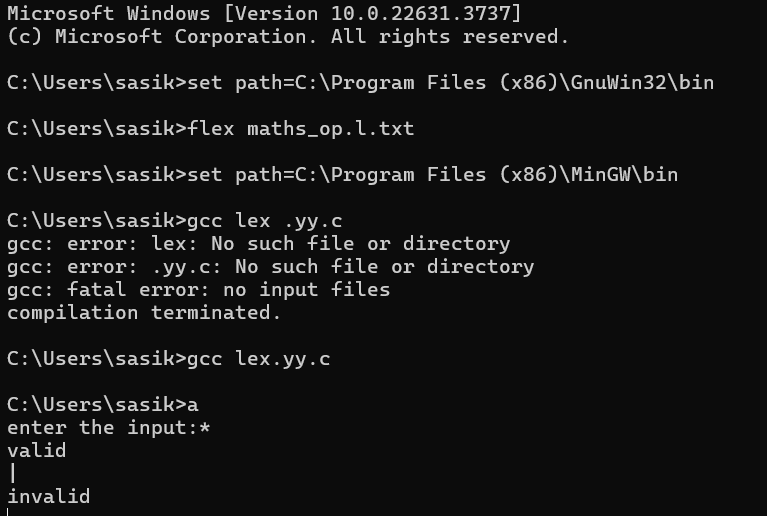 Microsoft Windows [Version 10.0.22631.3737]
(c) Microsoft Corporation. All rights reserved.
C:\Users\sasik>set path=C:\Program Files (x86)\GnuWin32\bin
C:\Users\sasik>flex maths_op.l.txt
C:\Users\sasik>set path=C:\Program Files (x86)\MinGW\bin
C:\Users\sasik>gcc lex .yy.c
gcc: error: lex: No such file or directory
gcc: error: .yy.c: No such file or directory
gcc: fatal error: no input files
compilation terminated.
C:\Users\sasik>gcc lex.yy.c
C:\Users\sasik>a
enter the input:*
valid
|
invalid